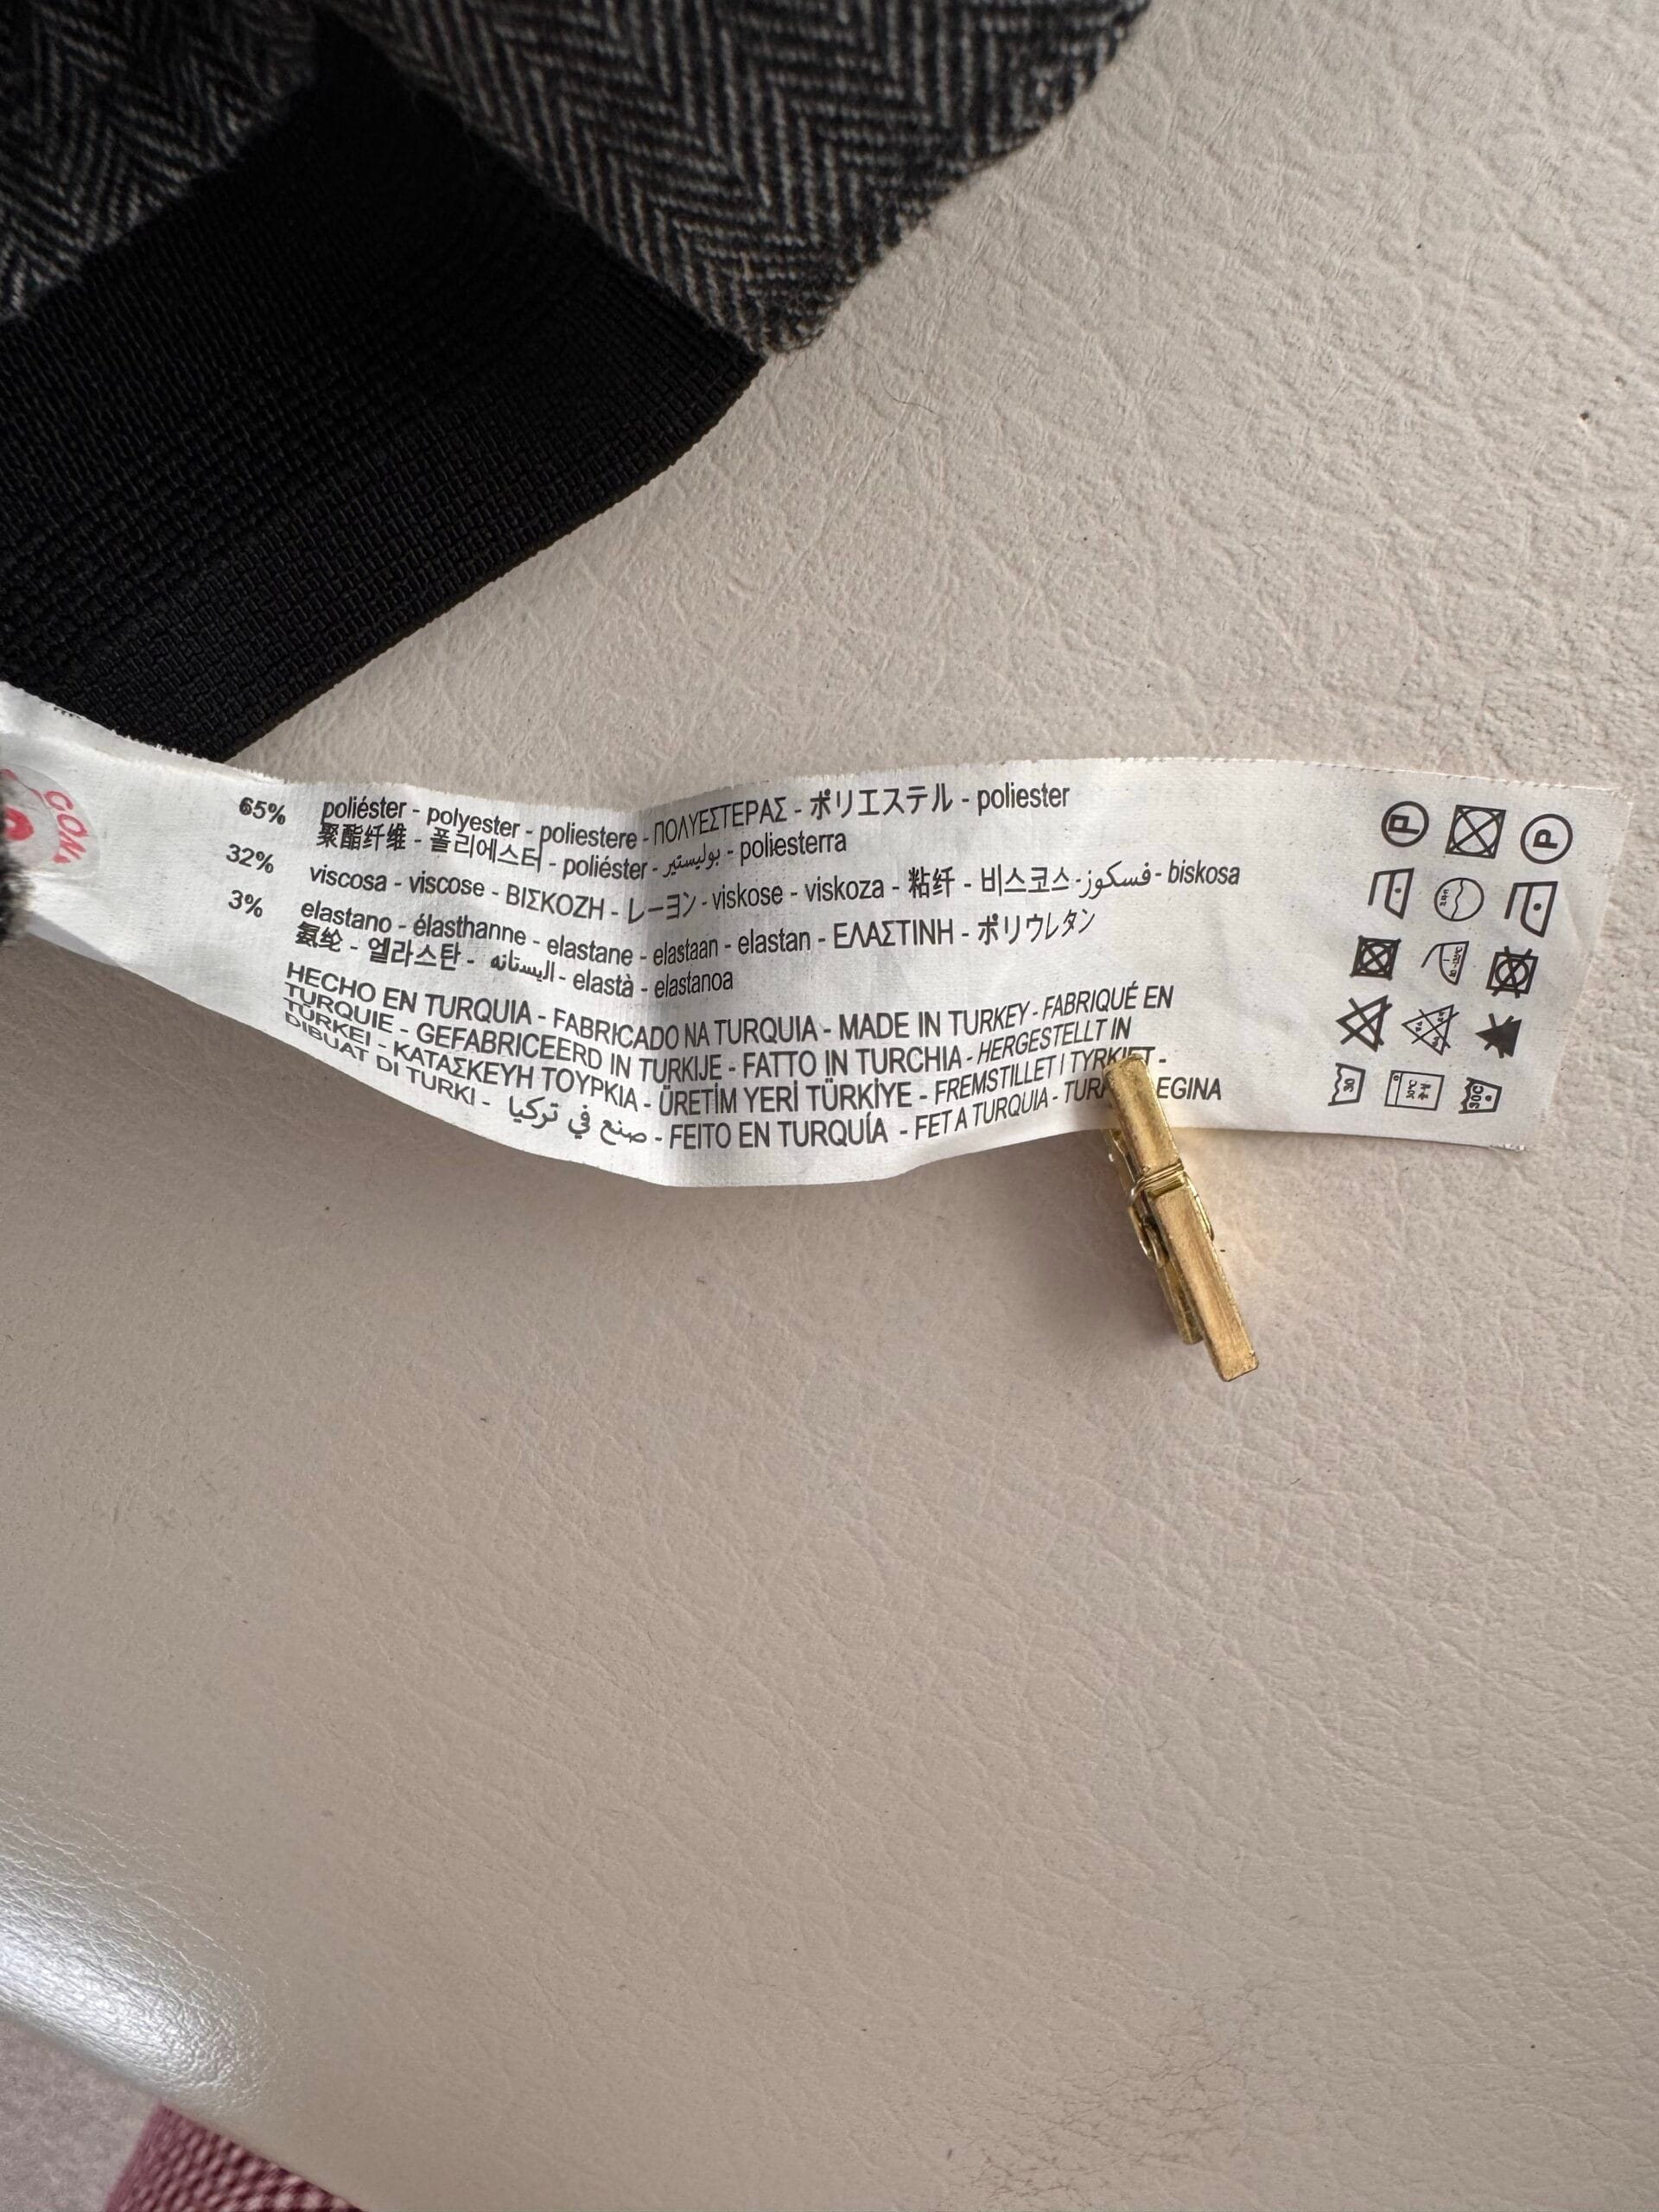 CON
65% poliéster - polyester - poliestere - ΠΟΛΥΕΣΤΕΡΑΣ - ポリエステル - poliester
聚酯纤维 - 폴리에스터 - poliéster - بوليستير - poliesterra
32% viscosa - viscose - ΒΙΣΚΟΖΗ - レーヨン - viskose - viskoza - 粘纤 - 비스코스 - فسكوز - biskosa
3% elastano - élasthanne - elastane - elastaan - elastan - ΕΛΑΣΤΙΝΗ - ポリウレタン
氨纶 - 엘라스탄 - اليستانه - elastà - elastanoa
HECHO EN TURQUIA - FABRICADO NA TURQUIA - MADE IN TURKEY - FABRIQUÉ EN
TURQUIE - GEFABRICEERD IN TURKIJE - FATTO IN TURCHIA - HERGESTELLT IN
TÜRKEI - ΚΑΤΑΣΚΕΥΗ ΤΟΥΡΚΙΑ - ÜRETİM YERİ TÜRKİYE - FREMSTILLET I TYRKIET -
DIBUAT DI TURKI - صنع في تركيا - FEITO EN TURQUÍA - FET A TURQUIA - EGINA
P P
30 30C